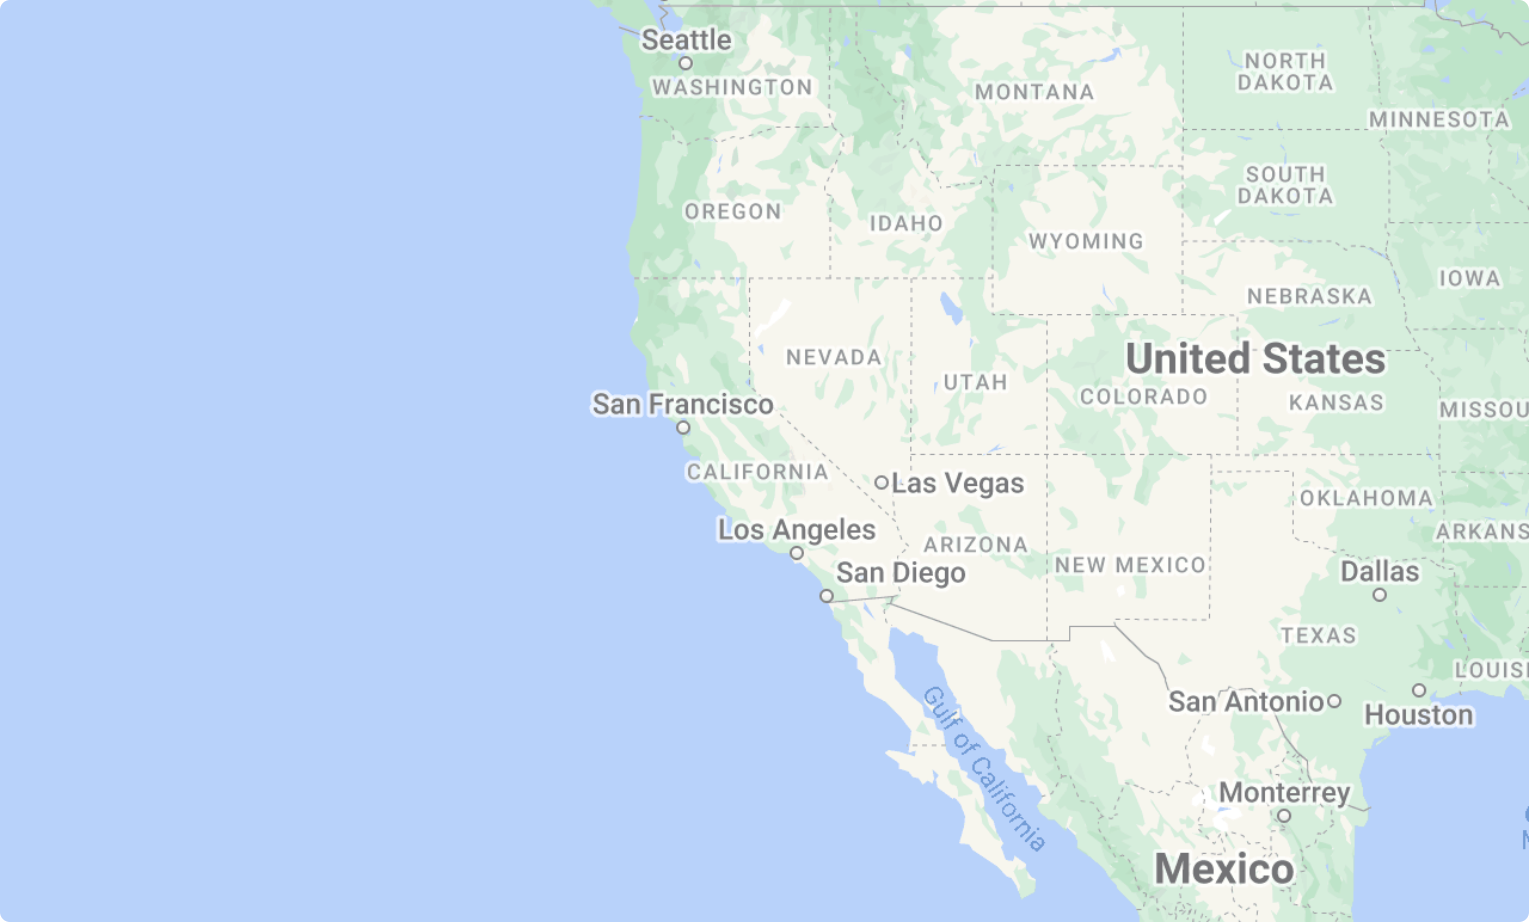 Seattle
WASHINGTON
MONTANA
NORTH
DAKOTA
MINNESOTA
OREGON
IDAHO
WYOMING
SOUTH
DAKOTA
IOWA
NEBRASKA
NEVADA
UTAH
United States
COLORADO
KANSAS
MISSOU
San Francisco
CALIFORNIA
Las Vegas
OKLAHOMA
ARKANS
Los Angeles
ARIZONA
NEW MEXICO
San Diego
Dallas
TEXAS
LOUISI
San Antonio
Houston
Gulf of California
Monterrey
Mexico